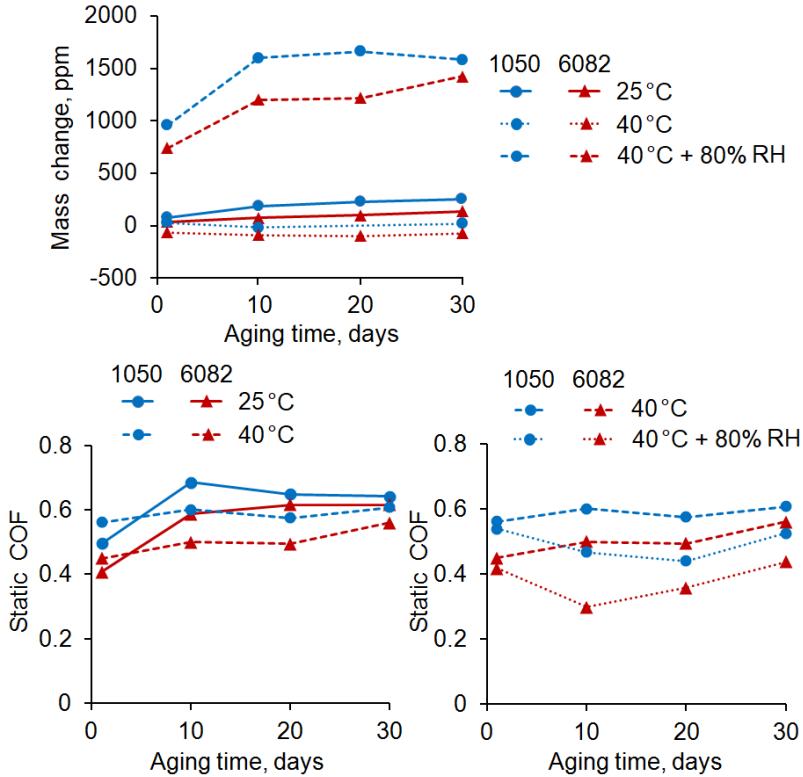 2000
1500
1000
500
0
-500
Mass change, ppm
0 10 20 30
Aging time, days
1050 6082
25°C
40°C
40°C + 80% RH
1050 6082
25°C
40°C
0.8
0.6
0.4
0.2
0
Static COF
0 10 20 30
Aging time, days
1050 6082
40°C
40°C + 80% RH
0.8
0.6
0.4
0.2
0
Static COF
0 10 20 30
Aging time, days